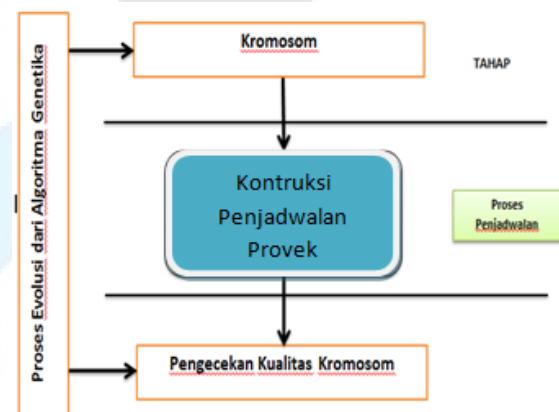 Proses Evolusi dari Algoritma Genetika
Kromosom
TAHAP
Kontruksi
Penjadwalan
Provek
Proses
Penjadwalan
Pengecekan Kualitas Kromosom